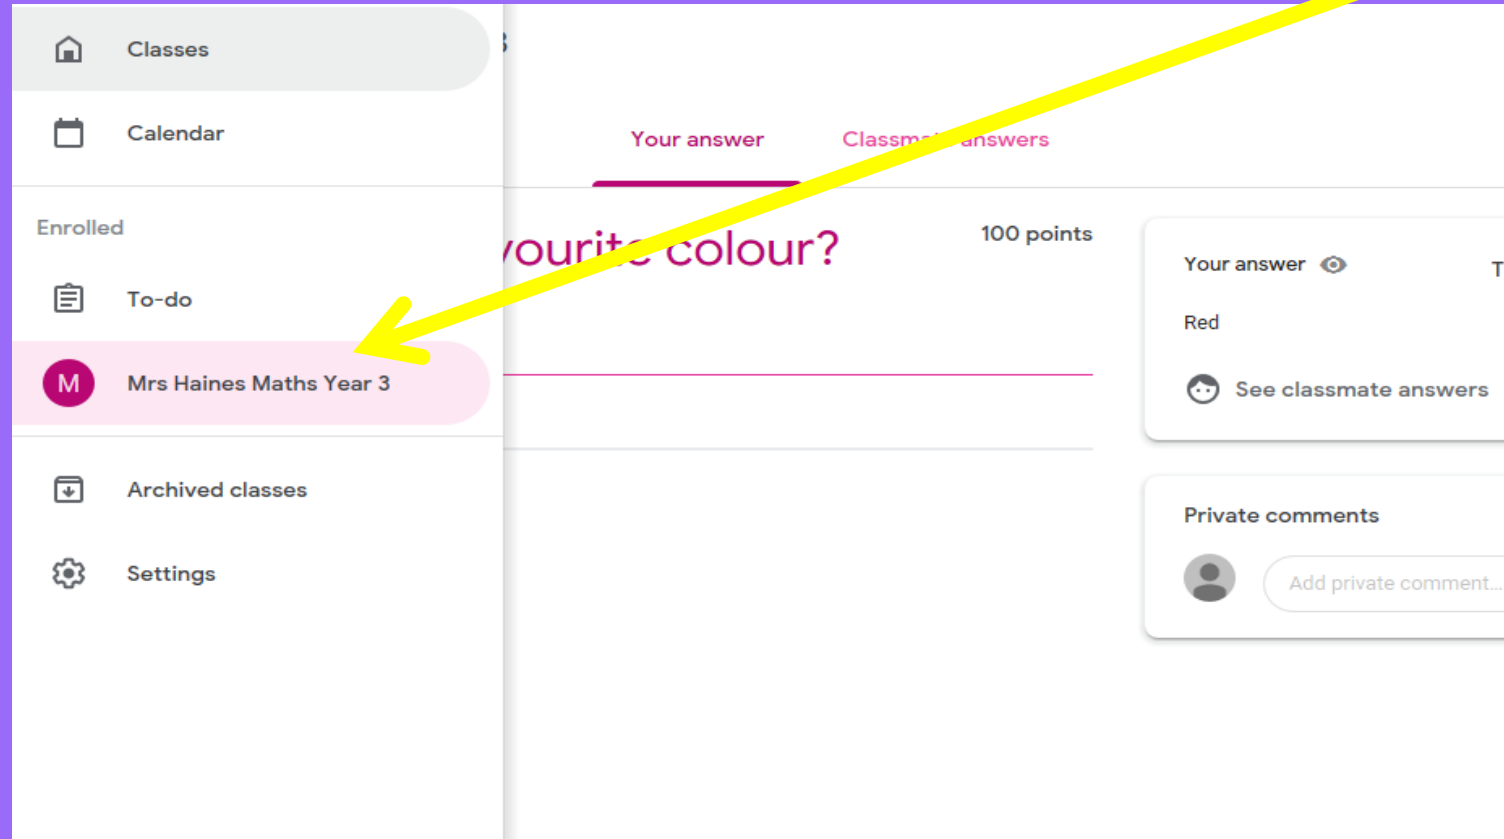 Classes
Calendar
Your answer
answers
Enrolled
colour?
100 points
Your answer
To-do
Red
Mrs Haines Maths Year 3
See classmate answers
Archived classes
Private comments
Settings
Add private comment...